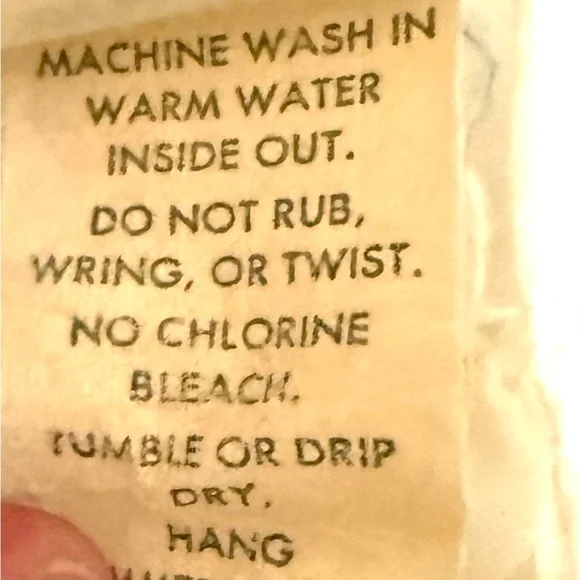 MACHINE WASH IN
WARM WATER
INSIDE OUT.
DO NOT RUB,
WRING, OR TWIST.
NO CHLORINE
BLEACH.
TUMBLE OR DRIP
DRY.
HANG